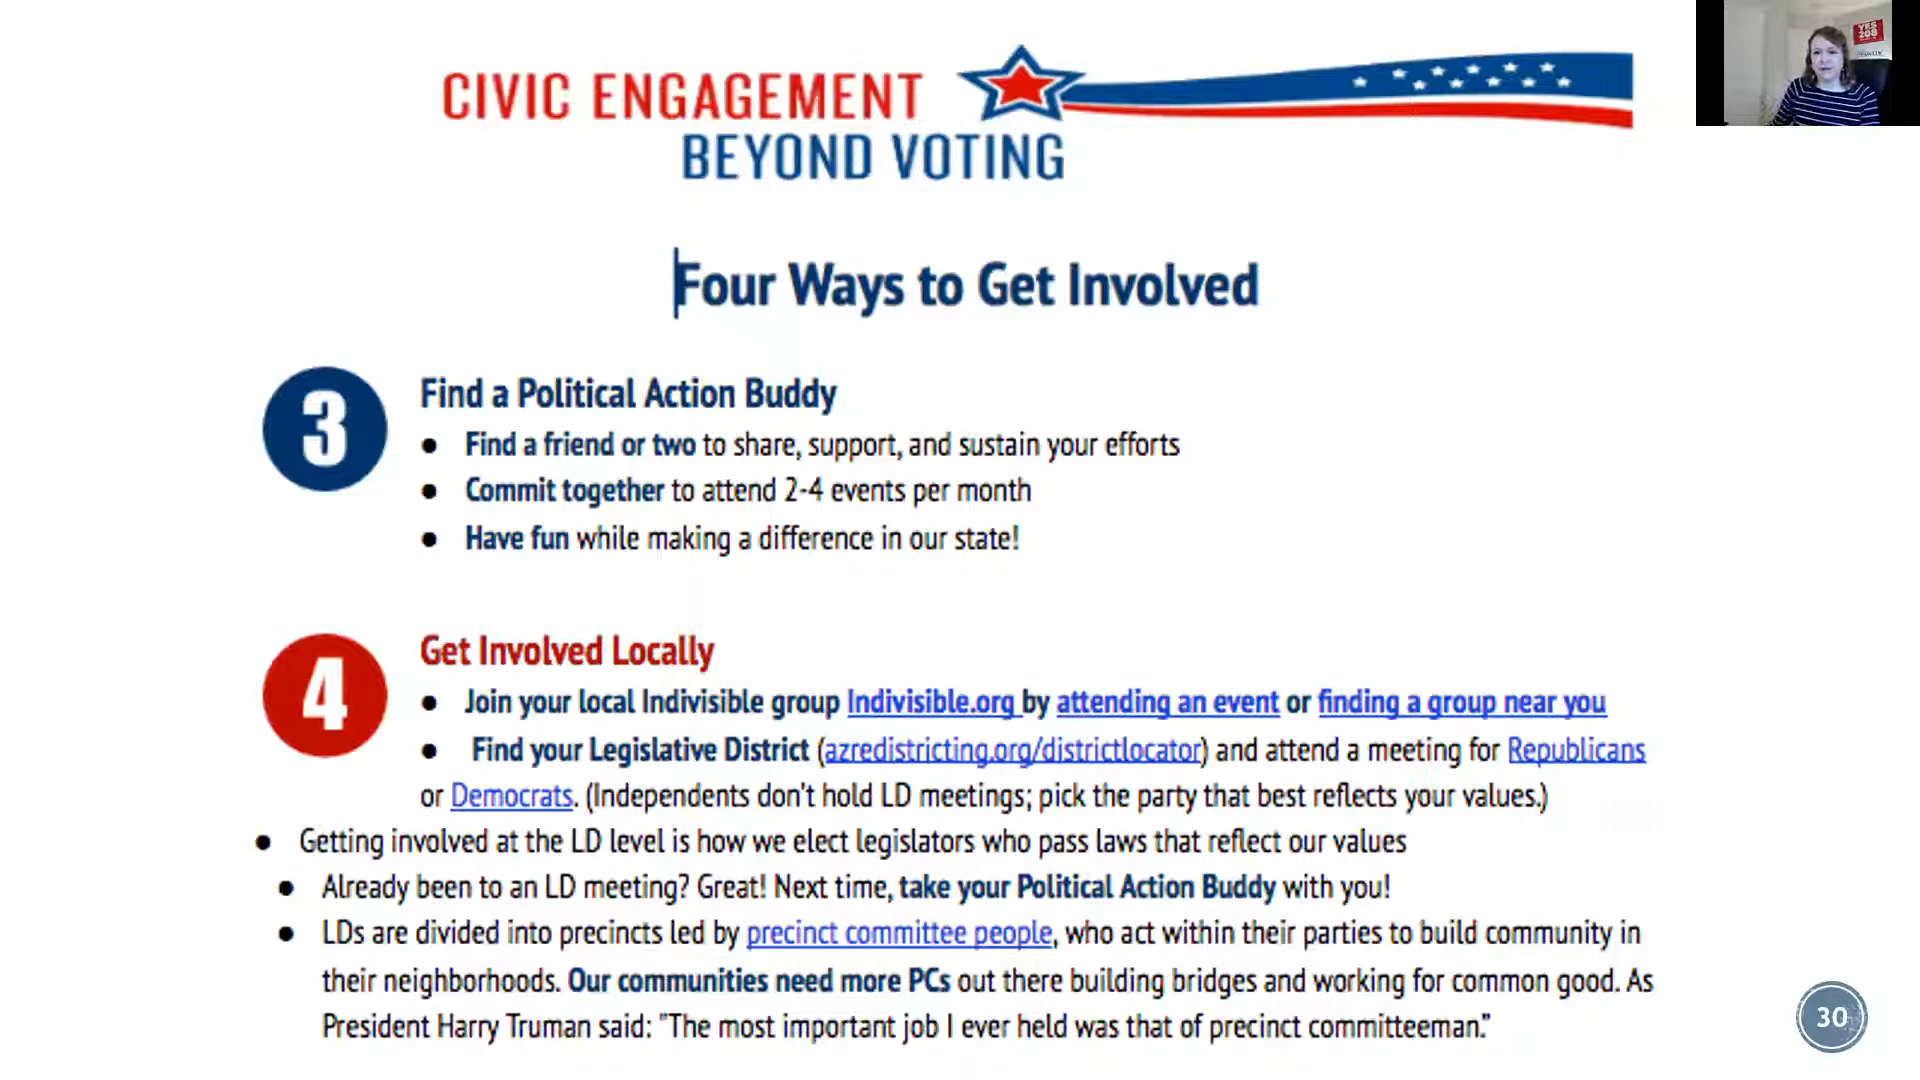 CIVIC ENGAGEMENT
BEYOND VOTING
YES
208
Four Ways to Get Involved
3
Find a Political Action Buddy
● Find a friend or two to share, support, and sustain your efforts
● Commit together to attend 2-4 events per month
● Have fun while making a difference in our state!
4
Get Involved Locally
● Join your local Indivisible group Indivisible.org by attending an event or finding a group near you
● Find your Legislative District (azredistricting.org/districtlocator) and attend a meeting for Republicans
or Democrats. (Independents don't hold LD meetings; pick the party that best reflects your values.)
● Getting involved at the LD level is how we elect legislators who pass laws that reflect our values
● Already been to an LD meeting? Great! Next time, take your Political Action Buddy with you!
● LDs are divided into precincts led by precinct committee people, who act within their parties to build community in
their neighborhoods. Our communities need more PCs out there building bridges and working for common good. As
President Harry Truman said: "The most important job I ever held was that of precinct committeeman."
30